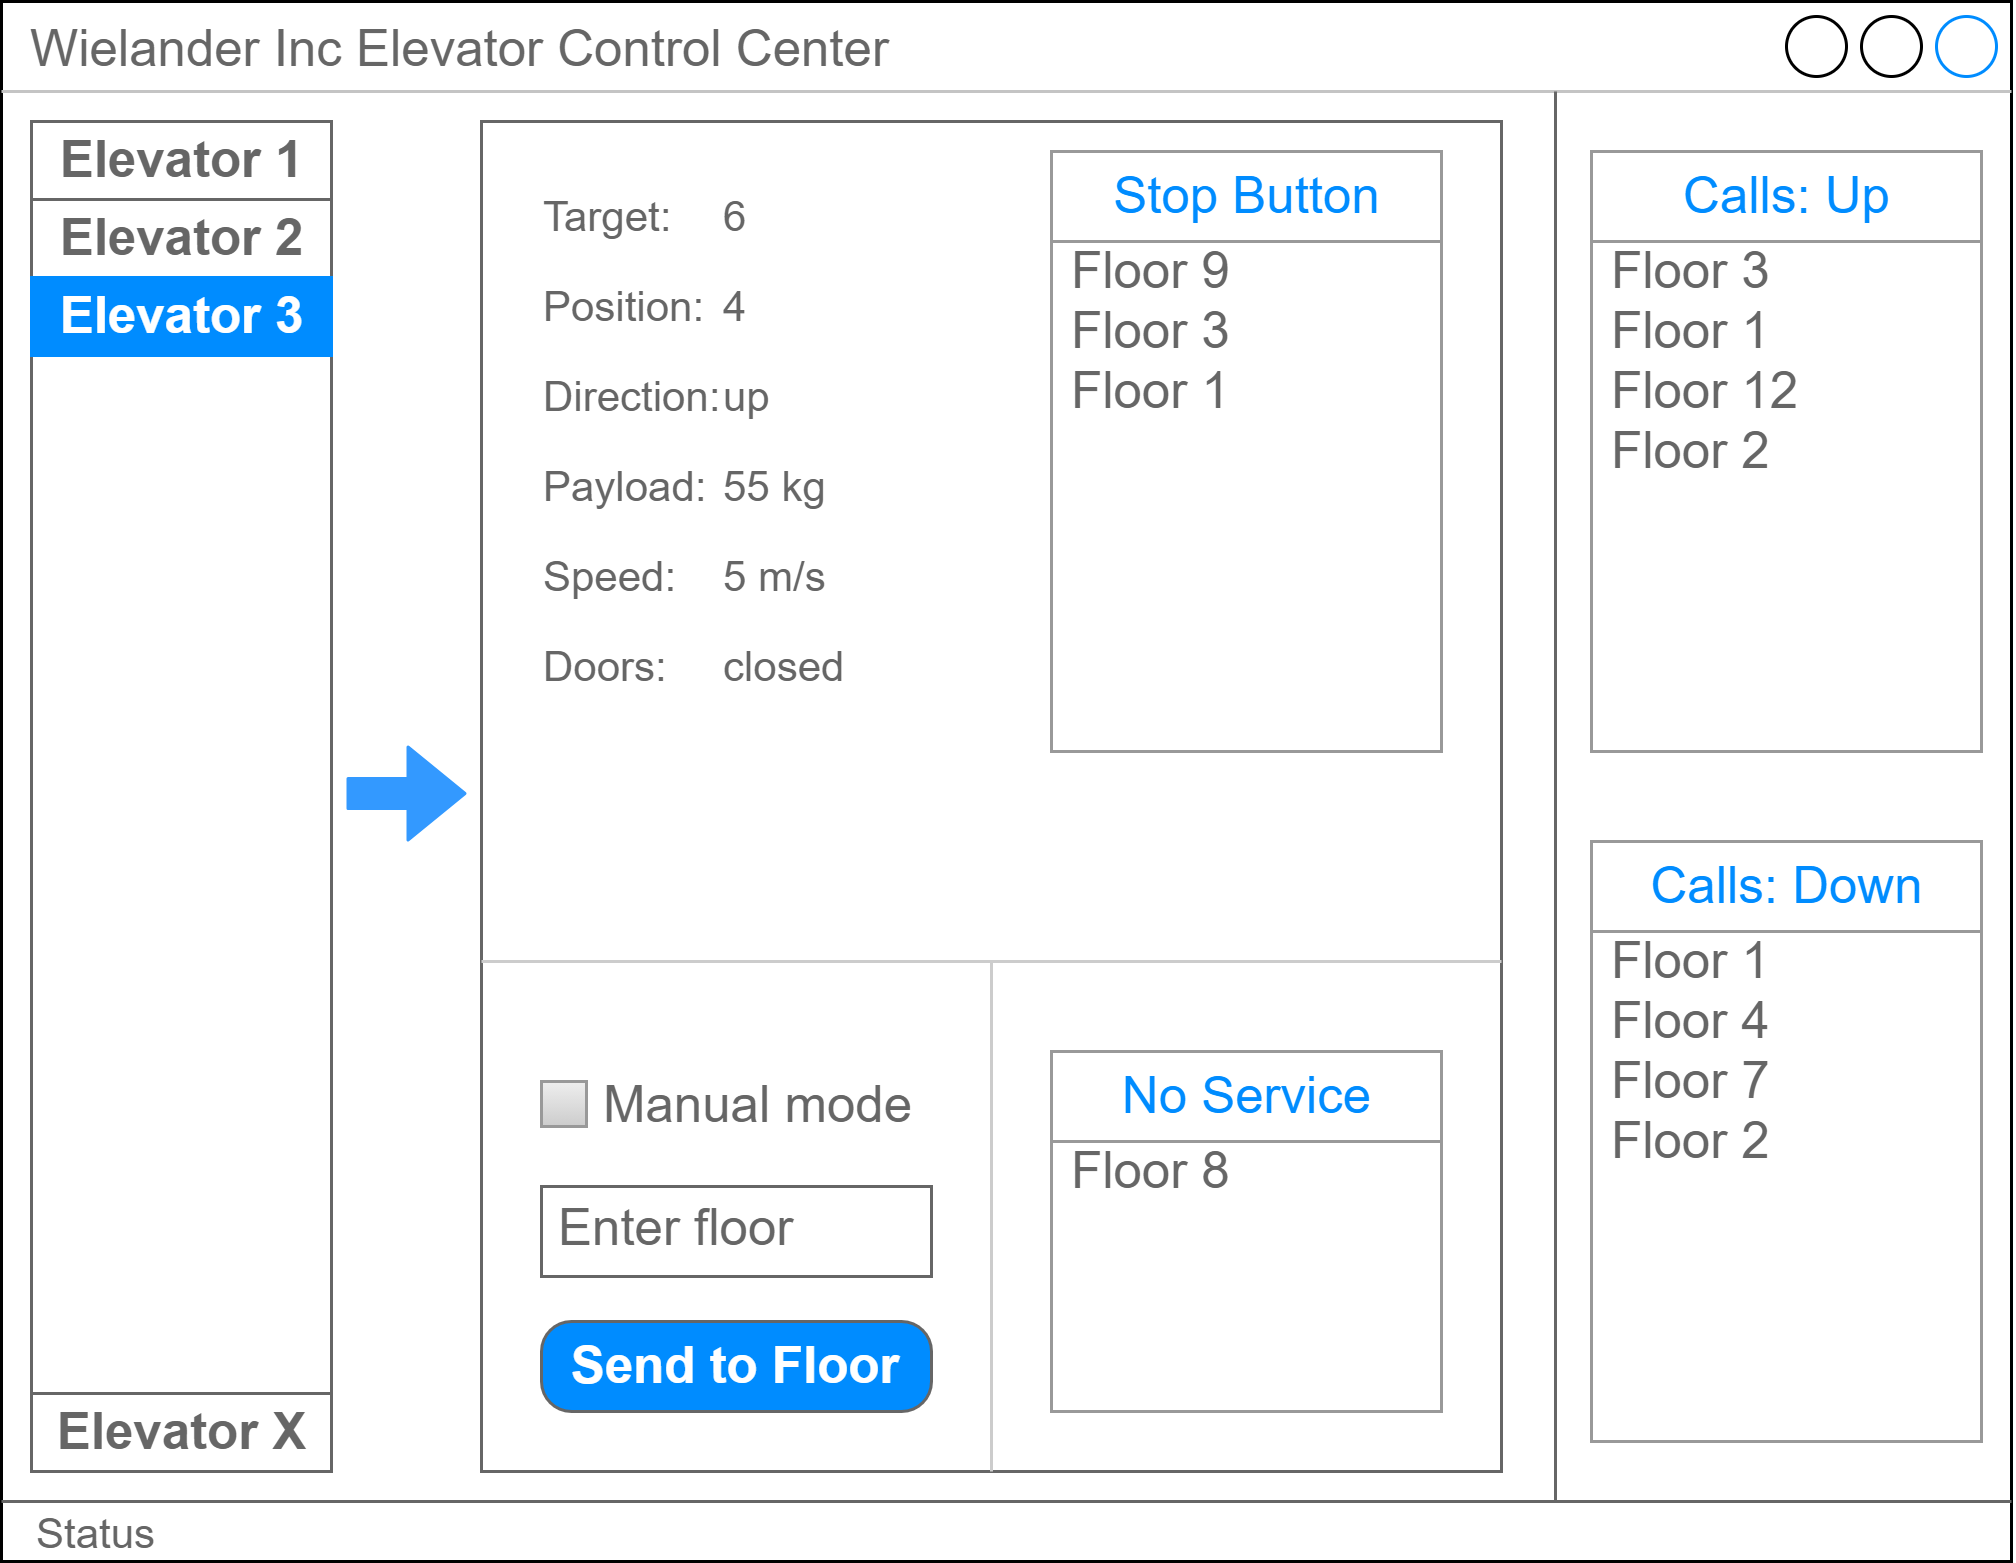 Wielander Inc Elevator Control Center
Elevator 1
Elevator 2
Elevator 3
Elevator X
Target: 6
Position: 4
Direction: up
Payload: 55 kg
Speed: 5 m/s
Doors: closed
Stop Button
Floor 9
Floor 3
Floor 1
Manual mode
Enter floor
Send to Floor
No Service
Floor 8
Calls: Up
Floor 3
Floor 1
Floor 12
Floor 2
Calls: Down
Floor 1
Floor 4
Floor 7
Floor 2
Status